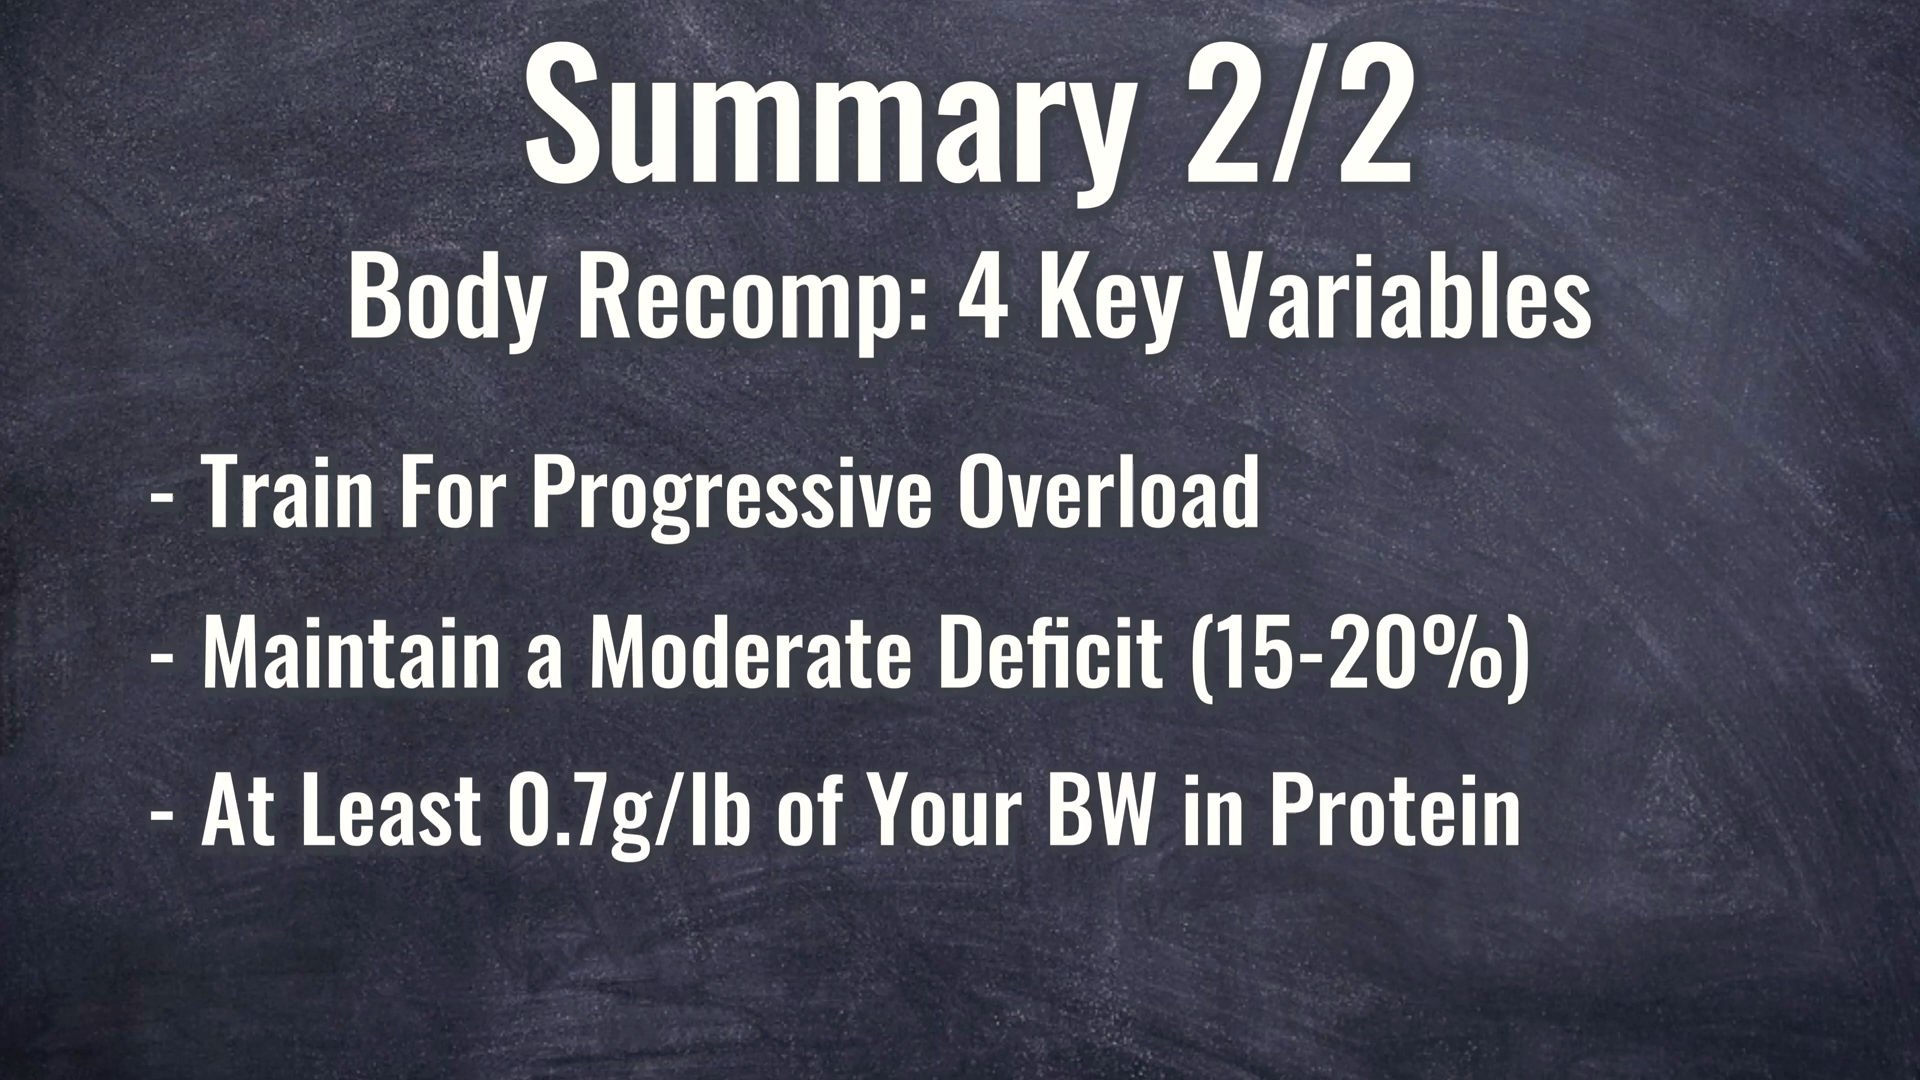 Summary 2/2
Body Recomp: 4 Key Variables
- Train For Progressive Overload
- Maintain a Moderate Deficit (15-20%)
- At Least 0.7g/lb of Your BW in Protein